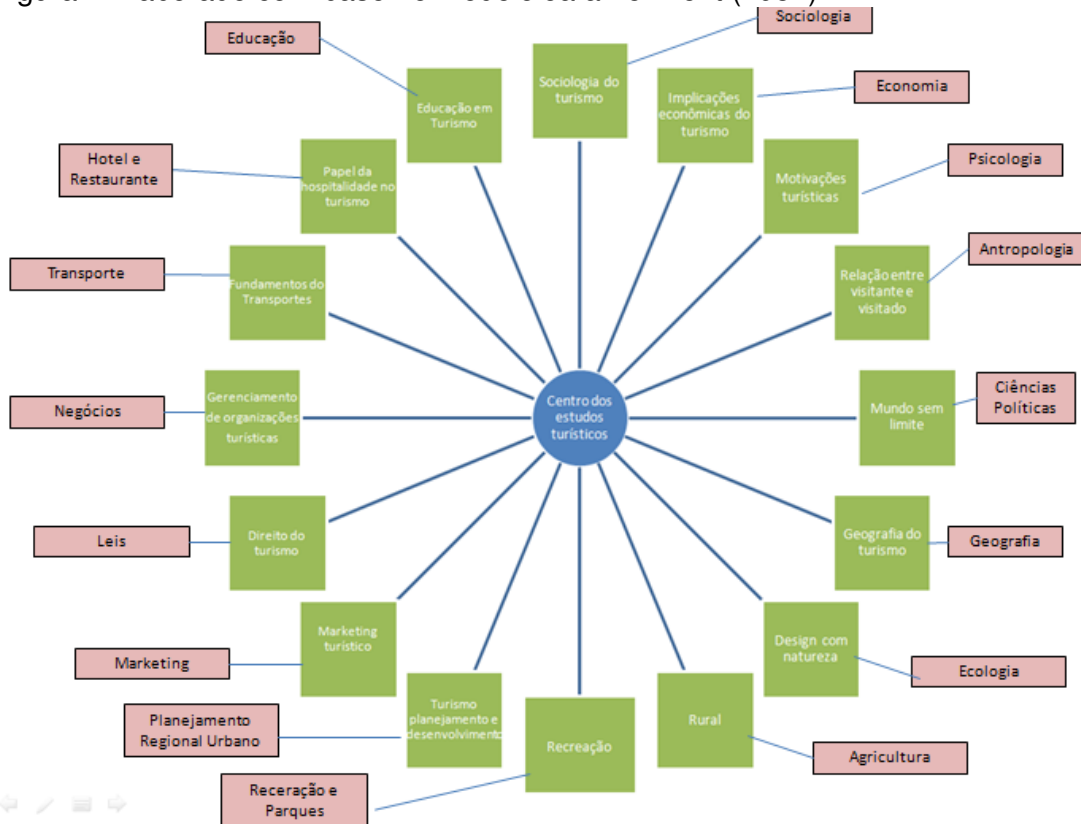 com base
Sociologia
Sociologia do
turismo
Economia
Implicações
econômicas do
turismo
Psicologia
Motivações
turísticas
Antropologia
Relação entre
visitante e
visitado
Ciências
Políticas
Mundo sem
limite
Geografia
Geografia do
turismo
Ecologia
Design com
natureza
Agricultura
Rural
Receração e
Parques
Recreação
Planejamento
Regional Urbano
Turismo
planejamento e
desenvolvimento
Marketing
Marketing
turístico
Leis
Direito do
turismo
Negócios
Gerenciamento
de organizações
turísticas
Transporte
Fundamentos do
Transportes
Hotel e
Restaurante
Papel da
hospitalidade no
turismo
Educação
Educação em
Turismo
Centro dos
estudos
turísticos